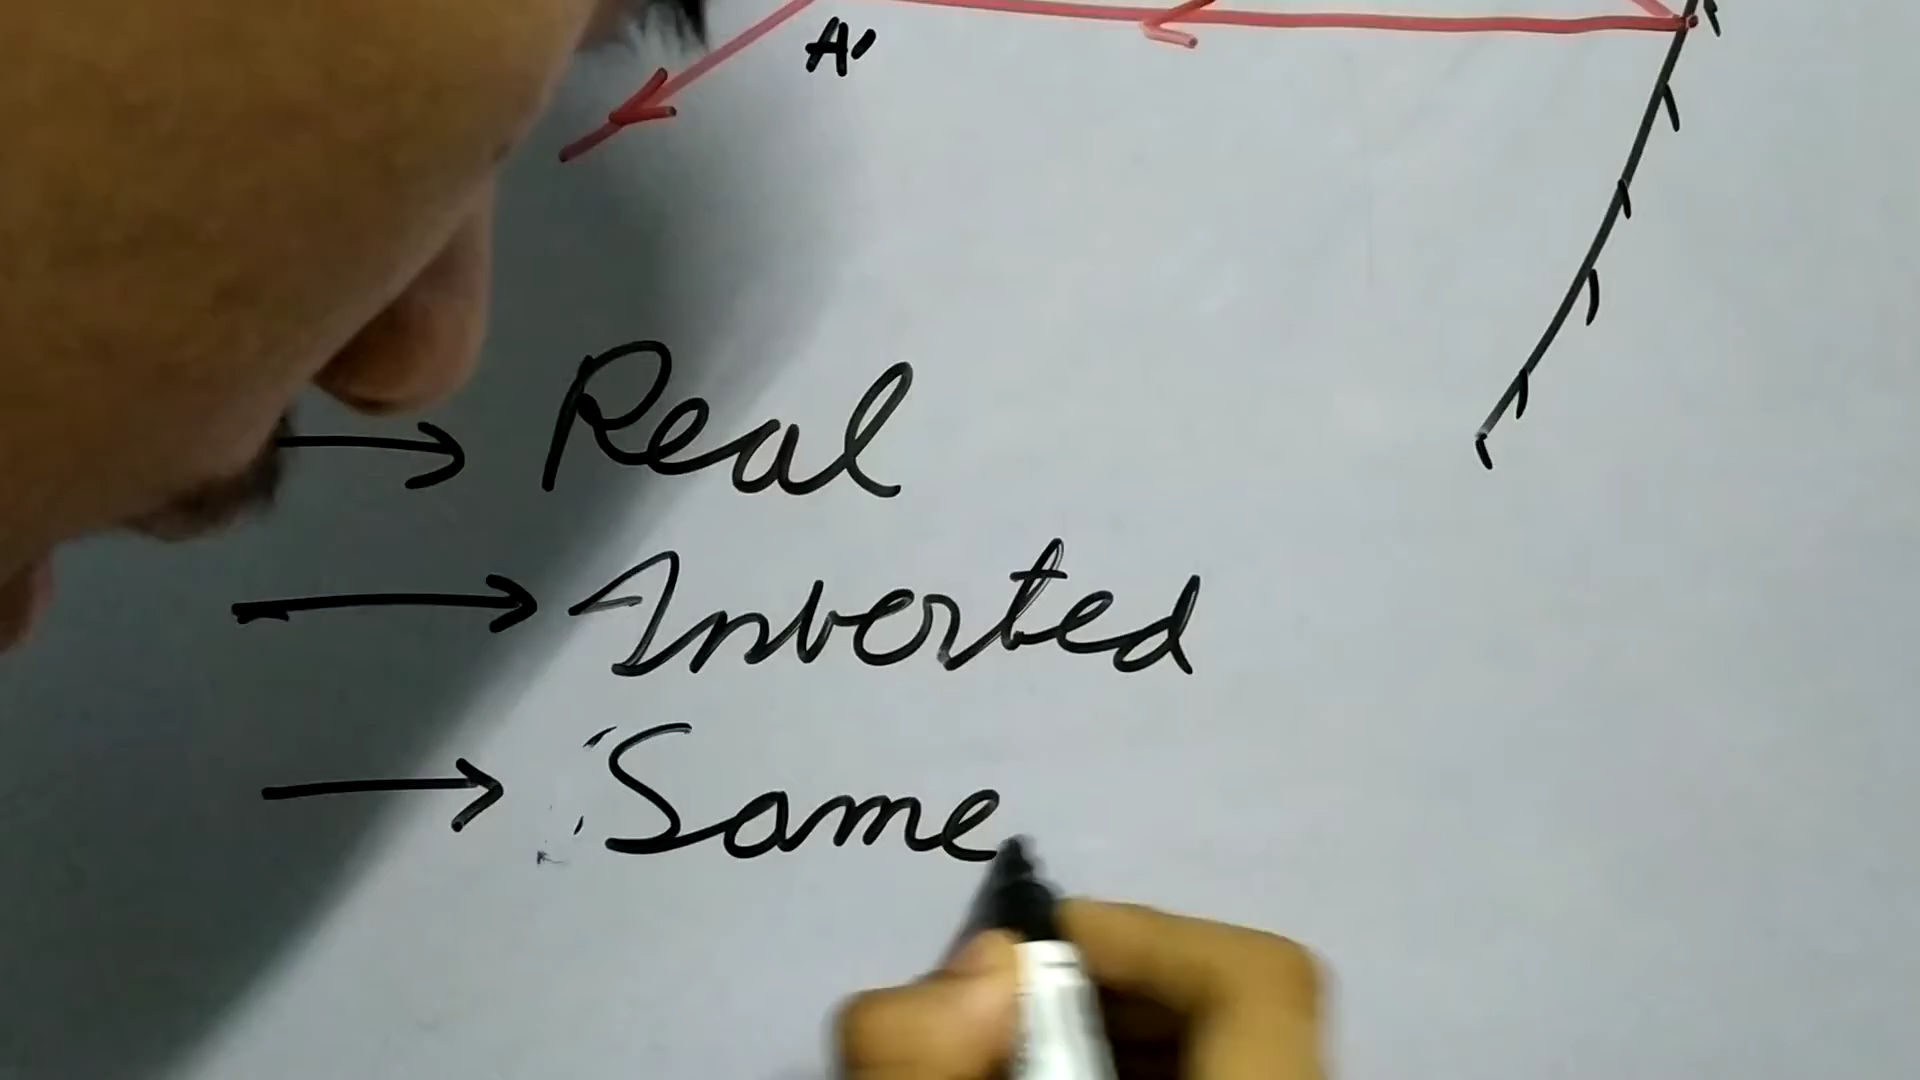 A'
→ Real
→ Inverted
→ Same